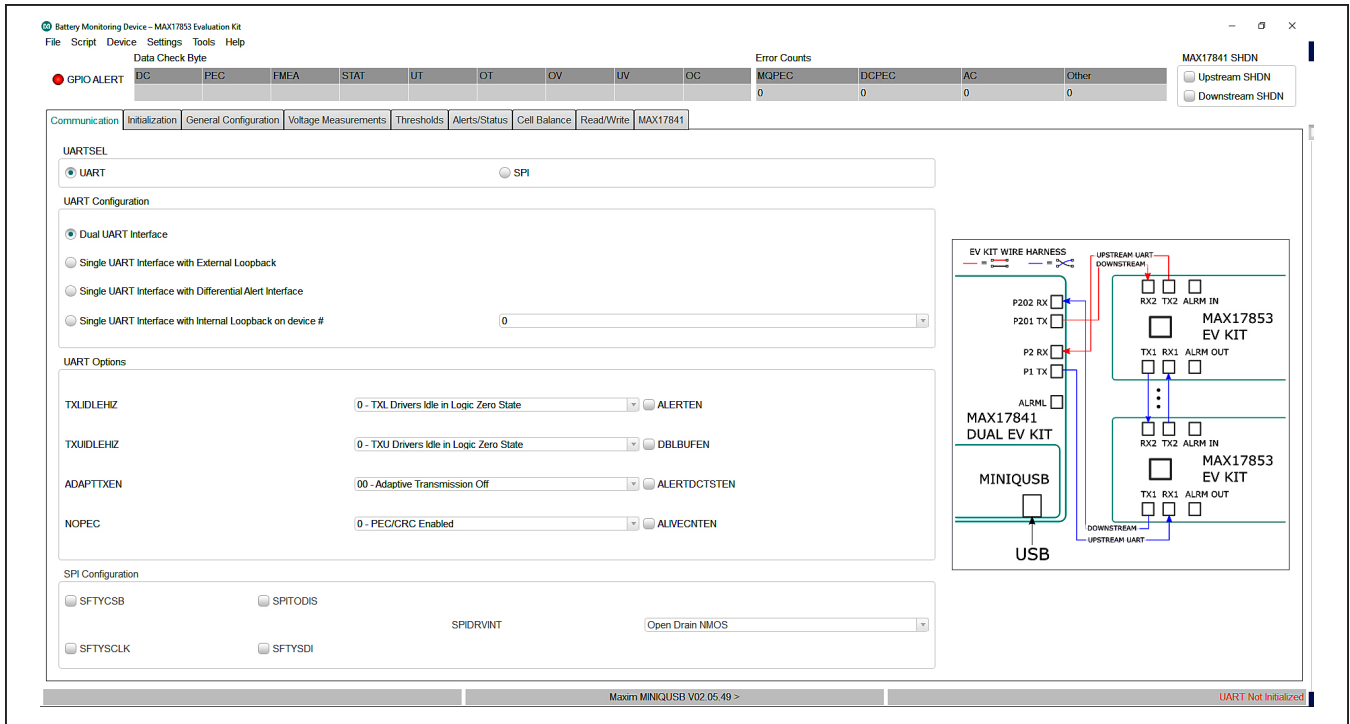 Battery Monitoring Device – MAX17853 Evaluation Kit
File Script Device Settings Tools Help
Data Check Byte Error Counts MAX17841 SHDN
GPIO ALERT DC PEC FMEA STAT UT OT OV UV OC MQPEC DCPEC AC Other Upstream SHDN
0 0 0 0 Downstream SHDN
Communication Initialization General Configuration Voltage Measurements Thresholds Alerts/Status Cell Balance Read/Write MAX17841
UARTSEL
UART SPI
UART Configuration
Dual UART Interface
Single UART Interface with External Loopback
Single UART Interface with Differential Alert Interface
Single UART Interface with Internal Loopback on device # 0
UART Options
TXLIDLEHIZ 0 - TXL Drivers Idle in Logic Zero State ALERTEN
TXUIDLEHIZ 0 - TXU Drivers Idle in Logic Zero State DBLBUFEN
ADAPTTXEN 00 - Adaptive Transmission Off ALERTDCTSTEN
NOPEC 0 - PEC/CRC Enabled ALIVECNTEN
SPI Configuration
SFTYCSB SPITODIS
SPIDRVINT Open Drain NMOS
SFTYSCLK SFTYSDI
EV KIT WIRE HARNESS
— = — =
UPSTREAM UART
DOWNSTREAM
RX2 TX2 ALRM IN
P202 RX
P201 TX
MAX17853
EV KIT
P2 RX
TX1 RX1 ALRM OUT
P1 TX
ALRML
MAX17841
DUAL EV KIT
RX2 TX2 ALRM IN
MAX17853
EV KIT
MINIQUSB
TX1 RX1 ALRM OUT
DOWNSTREAM
UPSTREAM UART
USB
Maxim MINIQUSB V02.05.49 > UART Not Initialized